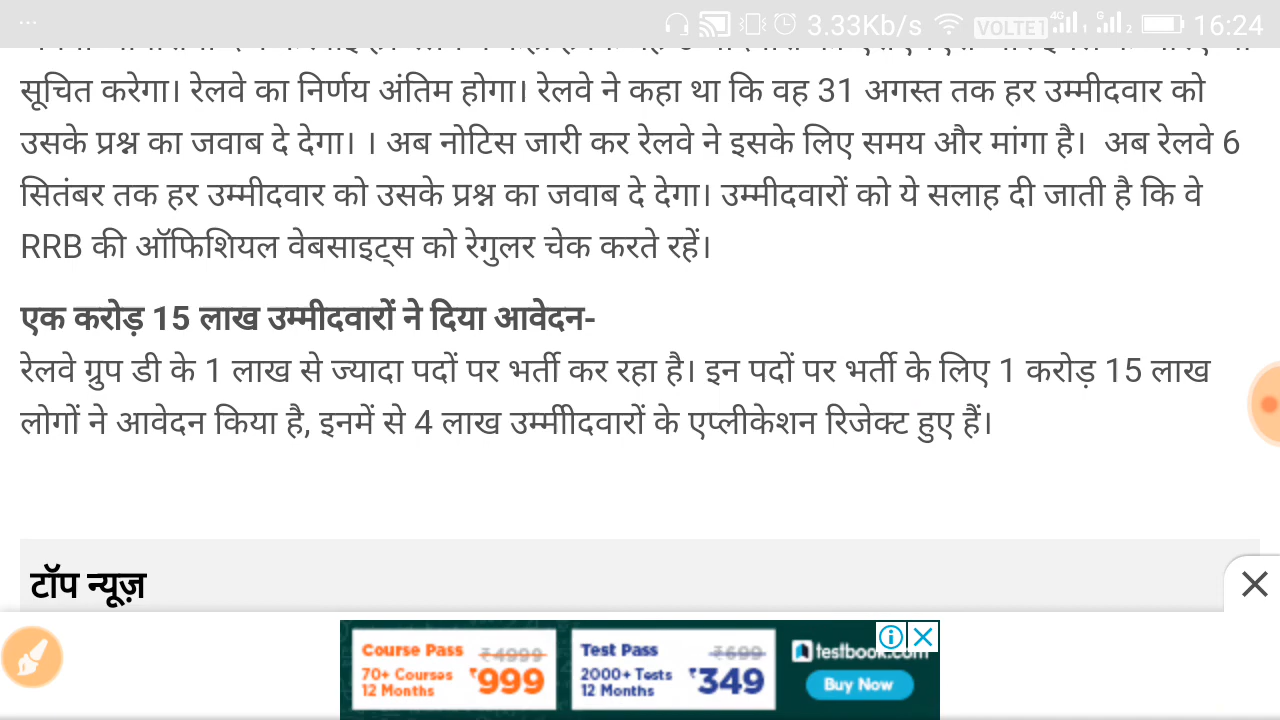 ... 3.33Kb/s VOLTE1 4G 1 G 2 16:24
सूचित करेगा। रेलवे का निर्णय अंतिम होगा। रेलवे ने कहा था कि वह 31 अगस्त तक हर उम्मीदवार को
उसके प्रश्न का जवाब दे देगा। । अब नोटिस जारी कर रेलवे ने इसके लिए समय और मांगा है। अब रेलवे 6
सितंबर तक हर उम्मीदवार को उसके प्रश्न का जवाब दे देगा। उम्मीदवारों को ये सलाह दी जाती है कि वे
RRB की ऑफिशियल वेबसाइट्स को रेगुलर चेक करते रहें।
एक करोड़ 15 लाख उम्मीदवारों ने दिया आवेदन-
रेलवे ग्रुप डी के 1 लाख से ज्यादा पदों पर भर्ती कर रहा है। इन पदों पर भर्ती के लिए 1 करोड़ 15 लाख
लोगों ने आवेदन किया है, इनमें से 4 लाख उम्मीीदवारों के एप्लीकेशन रिजेक्ट हुए हैं।
टॉप न्यूज़
Course Pass ₹4999
70+ Courses ₹999
12 Months
Test Pass ₹699
2000+ Tests ₹349
12 Months
testbook.com
Buy Now